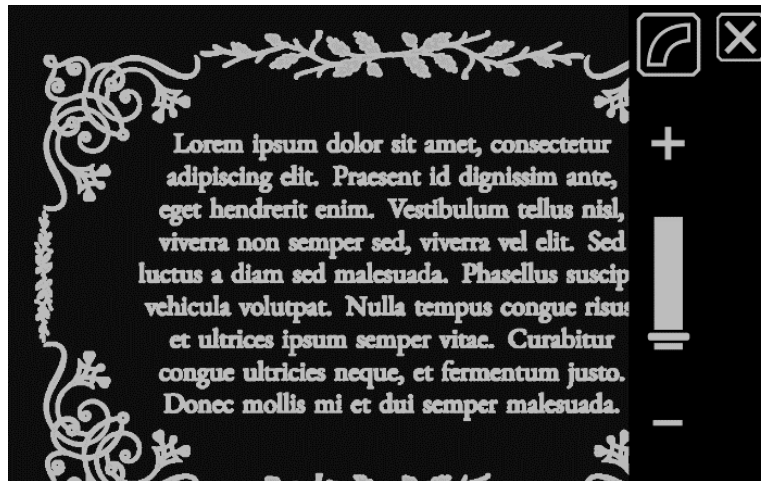 Lorem ipsum dolor sit amet, consectetur
adipiscing elit. Praesent id dignissim ante,
eget hendrerit enim. Vestibulum tellus nisl,
viverra non semper sed, viverra vel elit. Sed
luctus a diam sed malesuada. Phasellus suscip
vehicula volutpat. Nulla tempus congue risus
et ultrices ipsum semper vitae. Curabitur
congue ultricies neque, et fermentum justo.
Donec mollis mi et dui semper malesuada.